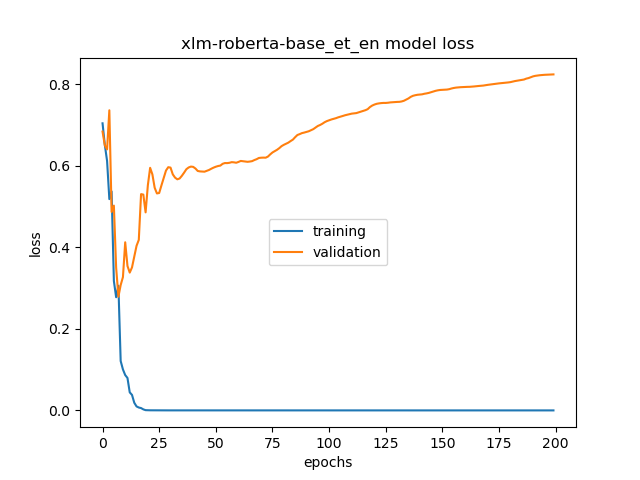 xlm-roberta-base_et_en model loss
loss
0.8
0.6
0.4
0.2
0.0
training
validation
0 25 50 75 100 125 150 175 200
epochs